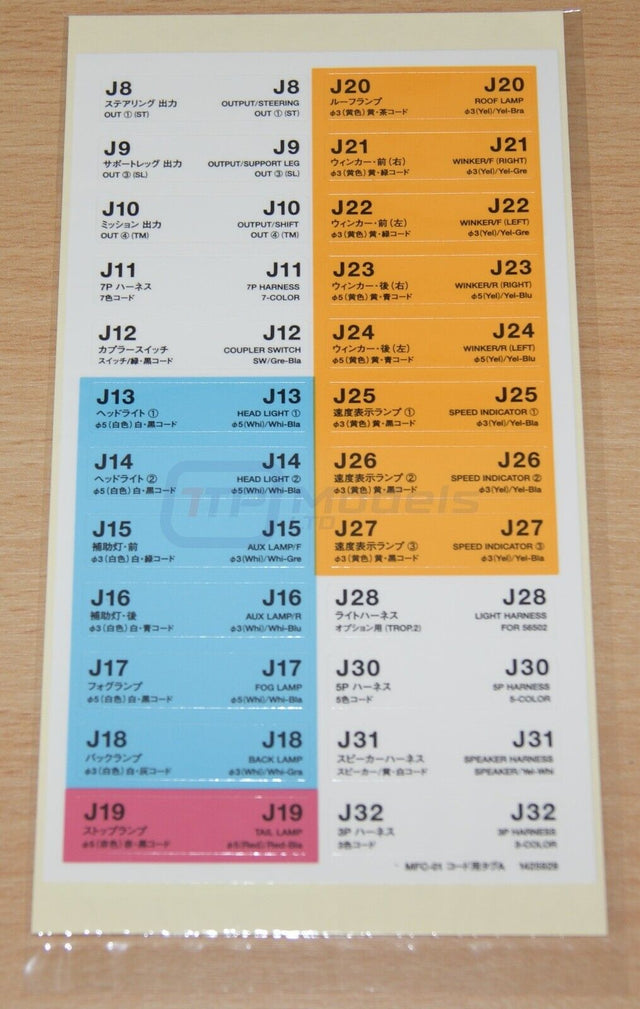 J8 J8
ステアリング 出力 OUTPUT/STEERING
OUT ①(ST) OUT ①(ST)
J9 J9
サポートレッグ 出力 OUTPUT/SUPPORT LEG
OUT ③(SL) OUT ③(SL)
J10 J10
ミッション 出力 OUTPUT/SHIFT
OUT ④(TM) OUT ④(TM)
J11 J11
7P ハーネス 7P HARNESS
7色コード 7-COLOR
J12 J12
カプラースイッチ COUPLER SWITCH
スイッチ/緑・黒コード SW/Gre-Bla
J13 J13
ヘッドライト ① HEAD LIGHT ①
φ5(白色) 白・黒コード φ5(Whi)/Whi-Bla
J14 J14
ヘッドライト ② HEAD LIGHT ②
φ5(白色) 白・黒コード φ5(Whi)/Whi-Bla
J15 J15
補助灯・前 AUX LAMP/F
φ3(白色) 白・緑コード φ3(Whi)/Whi-Gre
J16 J16
補助灯・後 AUX LAMP/R
φ3(白色) 白・青コード φ3(Whi)/Whi-Blu
J17 J17
フォグランプ FOG LAMP
φ5(白色) 白・黒コード φ5(Whi)/Whi-Bla
J18 J18
バックランプ BACK LAMP
φ3(白色) 白・灰コード φ3(Whi)/Whi-Gra
J19 J19
ストップランプ TAIL LAMP
φ5(赤色) 赤・黒コード φ5(Red)/Red-Bla
J20 J20
ルーフランプ ROOF LAMP
φ3(黄色) 黄・茶コード φ3(Yel)/Yel-Bra
J21 J21
ウィンカー・前(右) WINKER/F (RIGHT)
φ3(黄色) 黄・緑コード φ3(Yel)/Yel-Gre
J22 J22
ウィンカー・前(左) WINKER/F (LEFT)
φ3(黄色) 黄・緑コード φ3(Yel)/Yel-Gre
J23 J23
ウィンカー・後(右) WINKER/R (RIGHT)
φ5(黄色) 黄・青コード φ5(Yel)/Yel-Blu
J24 J24
ウィンカー・後(左) WINKER/R (LEFT)
φ5(黄色) 黄・青コード φ5(Yel)/Yel-Blu
J25 J25
速度表示ランプ ① SPEED INDICATOR ①
φ3(黄色) 黄・黒コード φ3(Yel)/Yel-Bla
J26 J26
速度表示ランプ ② SPEED INDICATOR ②
φ3(黄色) 黄・黒コード φ3(Yel)/Yel-Bla
J27 J27
速度表示ランプ ③ SPEED INDICATOR ③
φ3(黄色) 黄・黒コード φ3(Yel)/Yel-Bla
J28 J28
ライトハーネス LIGHT HARNESS
オプション用 (TROP.2) FOR 56502
J30 J30
5P ハーネス 5P HARNESS
5色コード 5-COLOR
J31 J31
スピーカーハーネス SPEAKER HARNESS
スピーカー/黄・白コード SPEAKER/Yel-Whi
J32 J32
3P ハーネス 3P HARNESS
3色コード 3-COLOR
MFC-01 コード用タグA
Models